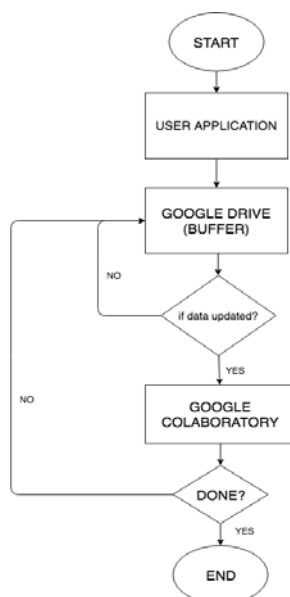 START
USER APPLICATION
GOOGLE DRIVE
(BUFFER)
NO
if data updated?
YES
GOOGLE
COLABORATORY
NO
DONE?
YES
END